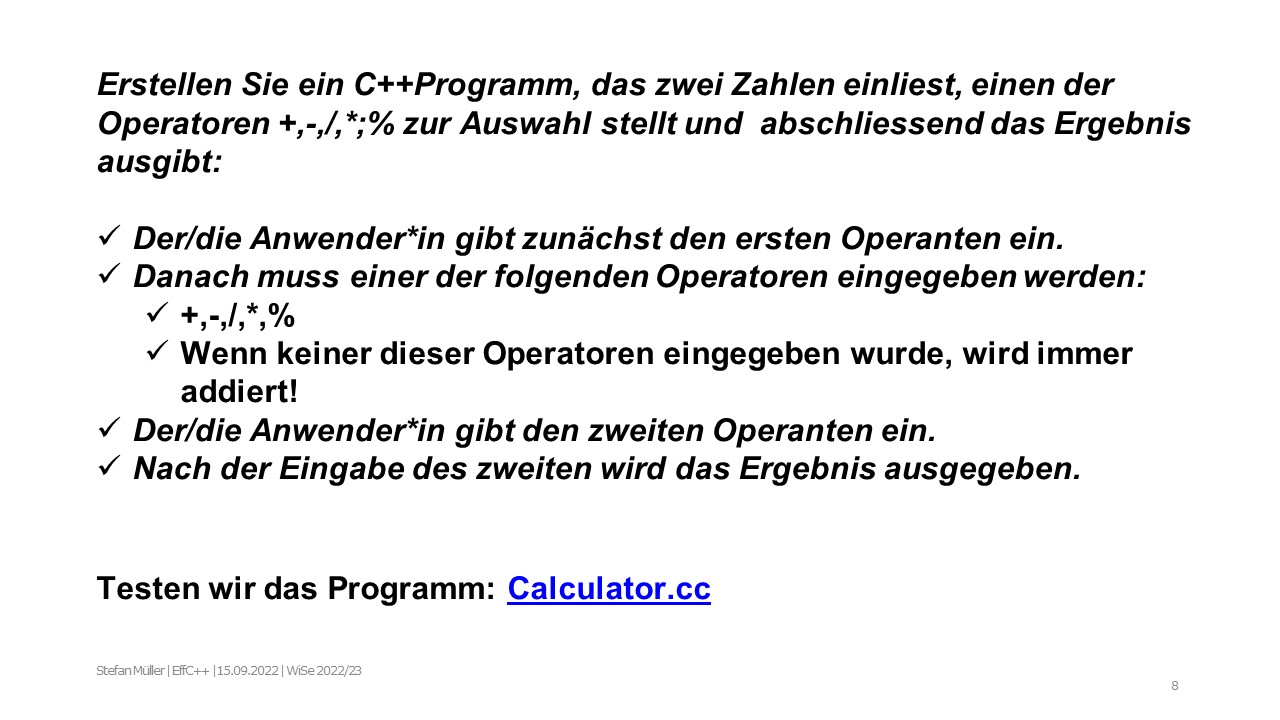 Erstellen Sie ein C++Programm, das zwei Zahlen einliest, einen der
Operatoren +,-,/,*;% zur Auswahl stellt und  abschliessend das Ergebnis
ausgibt:
✓ Der/die Anwender*in gibt zunächst den ersten Operanten ein.
✓ Danach muss einer der folgenden Operatoren eingegeben werden:
✓ +,-,/,*,%
✓ Wenn keiner dieser Operatoren eingegeben wurde, wird immer
addiert!
✓ Der/die Anwender*in gibt den zweiten Operanten ein.
✓ Nach der Eingabe des zweiten wird das Ergebnis ausgegeben.
Testen wir das Programm: Calculator.cc
Stefan Müller | EffC++ |15.09.2022 | WiSe 2022/23
8